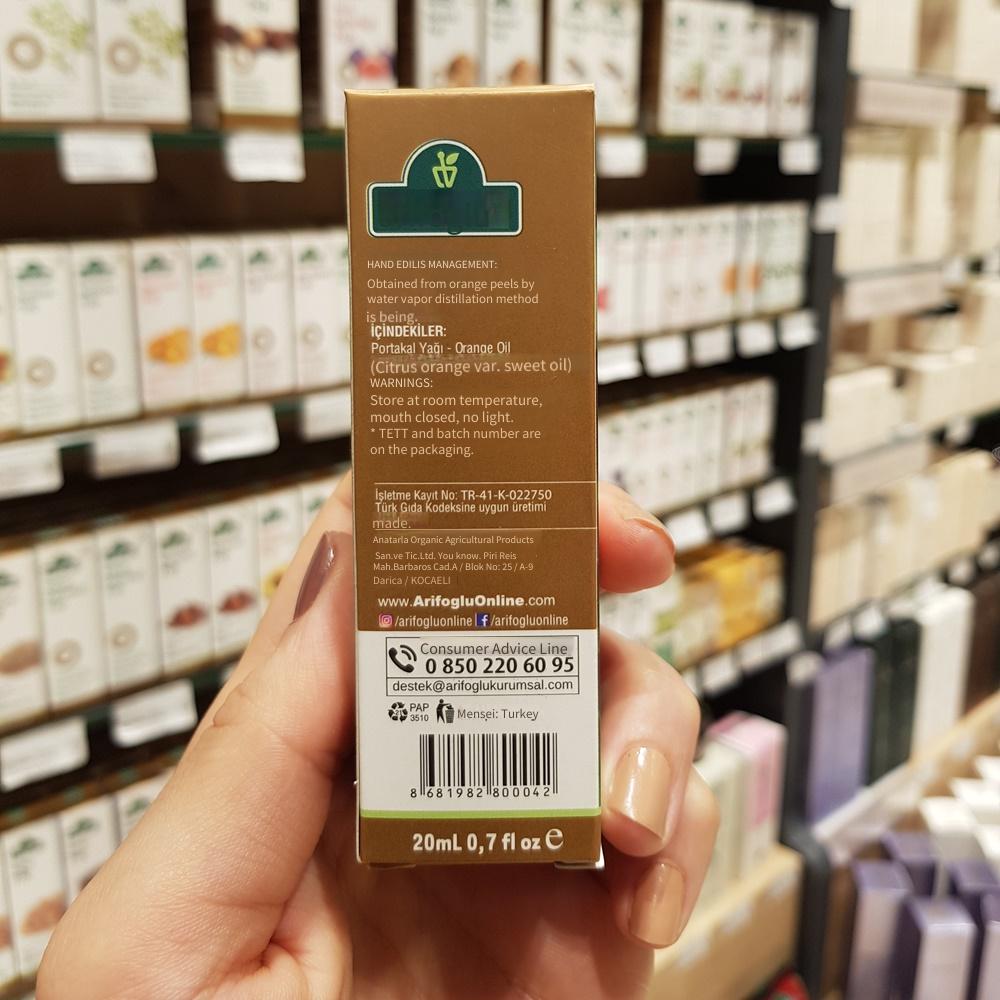 HAND EDILIS MANAGEMENT:
Obtained from orange peels by
water vapor distillation method
is being.
İÇİNDEKİLER:
Portakal Yağı - Orange Oil
(Citrus orange var. sweet oil)
WARNINGS:
Store at room temperature,
mouth closed, no light.
* TETT and batch number are
on the packaging.
İşletme Kayıt No: TR-41-K-022750
Türk Gıda Kodeksine uygun üretimi
made.
Anatarla Organic Agricultural Products
San.ve Tic.Ltd. You know. Piri Reis
Mah.Barbaros Cad.A / Blok No: 25 / A-9
Darica / KOCAELI
www.ArifogluOnline.com
/arifogluonline f /arifogluonline
Consumer Advice Line
0 850 220 60 95
destek@arifoglukurumsal.com
21 PAP
3510
Menşei: Turkey
8 681982 800042
20mL 0,7 fl oz e